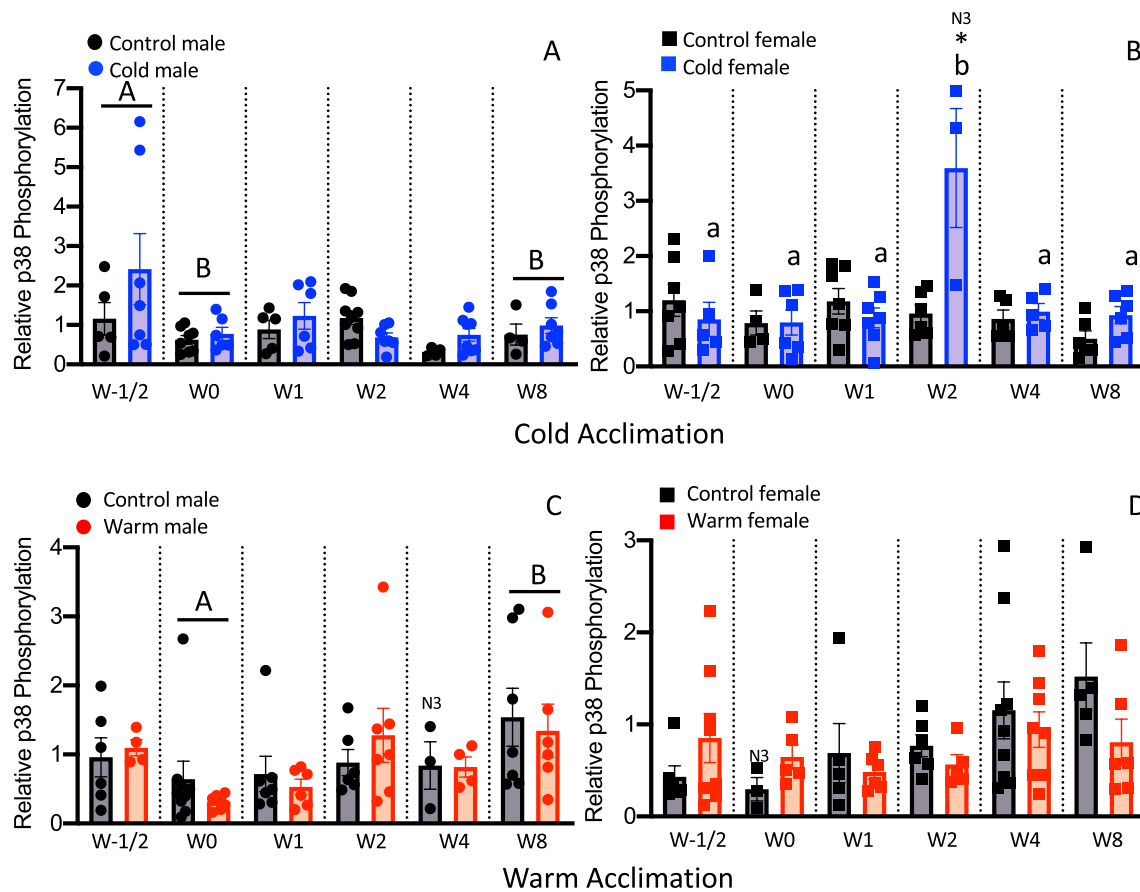 Control male
Cold male
A
Relative p38 Phosphorylation
7
6
5
4
3
2
1
0
A
B
B
W-1/2 W0 W1 W2 W4 W8
Control female
Cold female
B
N3
*
b
Relative p38 Phosphorylation
5
4
3
2
1
0
a a a a a
W-1/2 W0 W1 W2 W4 W8
Cold Acclimation
Control male
Warm male
C
Relative p38 Phosphorylation
4
3
2
1
0
A
B
N3
W-1/2 W0 W1 W2 W4 W8
Control female
Warm female
D
Relative p38 Phosphorylation
3
2
1
0
N3
W-1/2 W0 W1 W2 W4 W8
Warm Acclimation